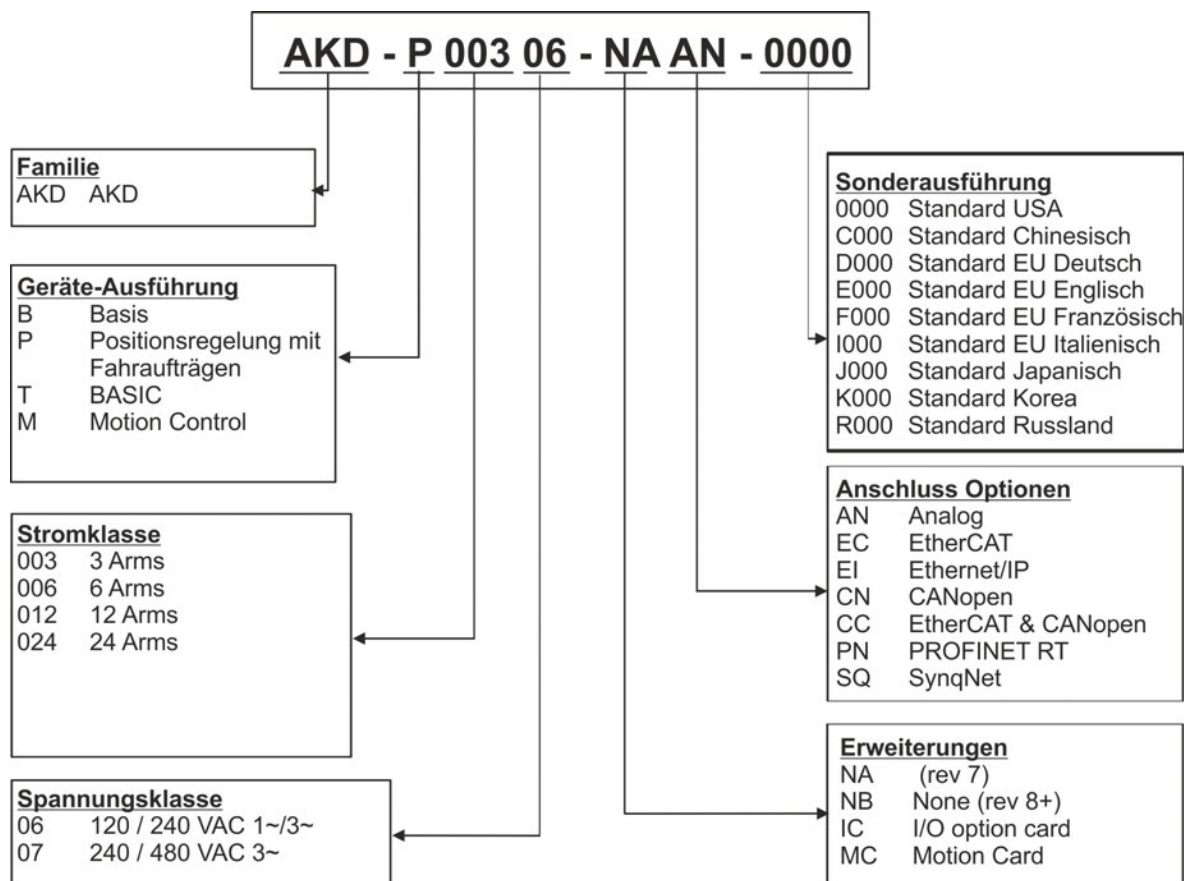 AKD - P 003 06 - NA AN - 0000
Familie
AKD AKD
Geräte-Ausführung
B Basis
P Positionsregelung mit
Fahraufträgen
T BASIC
M Motion Control
Stromklasse
003 3 Arms
006 6 Arms
012 12 Arms
024 24 Arms
Spannungsklasse
06 120 / 240 VAC 1~/3~
07 240 / 480 VAC 3~
Sonderausführung
0000 Standard USA
C000 Standard Chinesisch
D000 Standard EU Deutsch
E000 Standard EU Englisch
F000 Standard EU Französisch
I000 Standard EU Italienisch
J000 Standard Japanisch
K000 Standard Korea
R000 Standard Russland
Anschluss Optionen
AN Analog
EC EtherCAT
EI Ethernet/IP
CN CANopen
CC EtherCAT & CANopen
PN PROFINET RT
SQ SynqNet
Erweiterungen
NA (rev 7)
NB None (rev 8+)
IC I/O option card
MC Motion Card